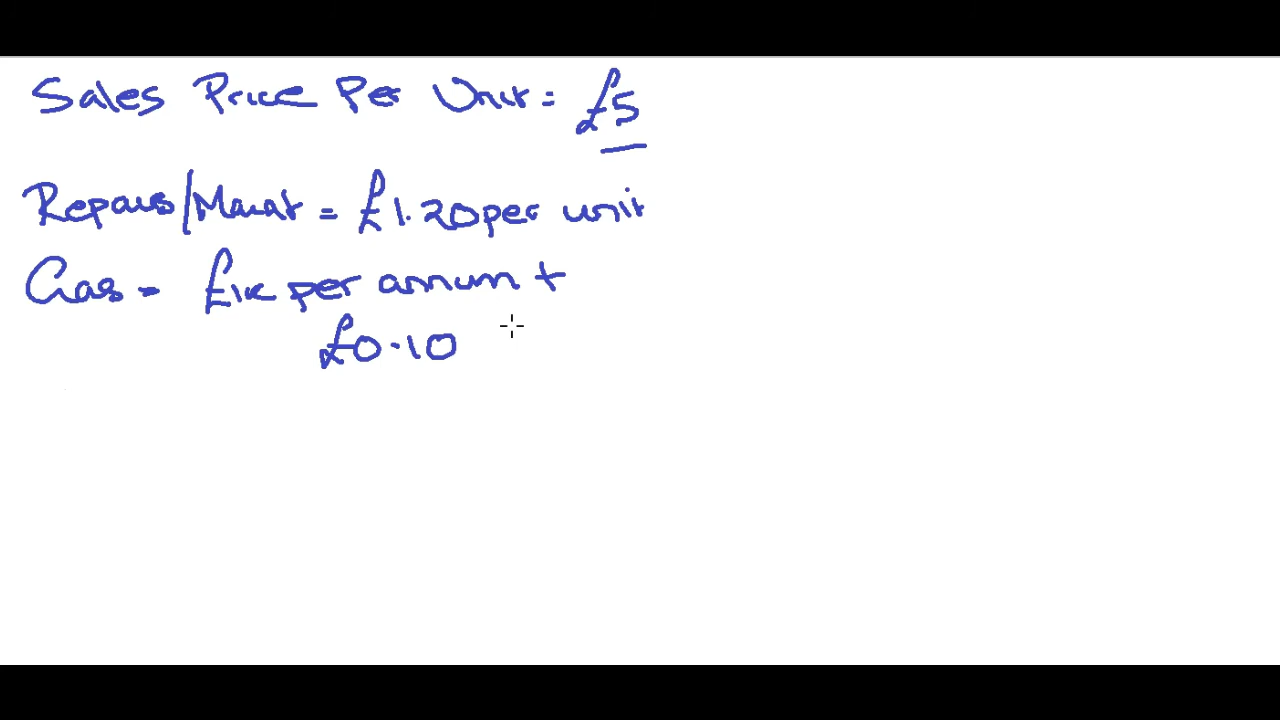 Sales Price Per Unit = £5
Repairs/Maint = £1.20 per unit
Gas = £1K per annum +
£0.10